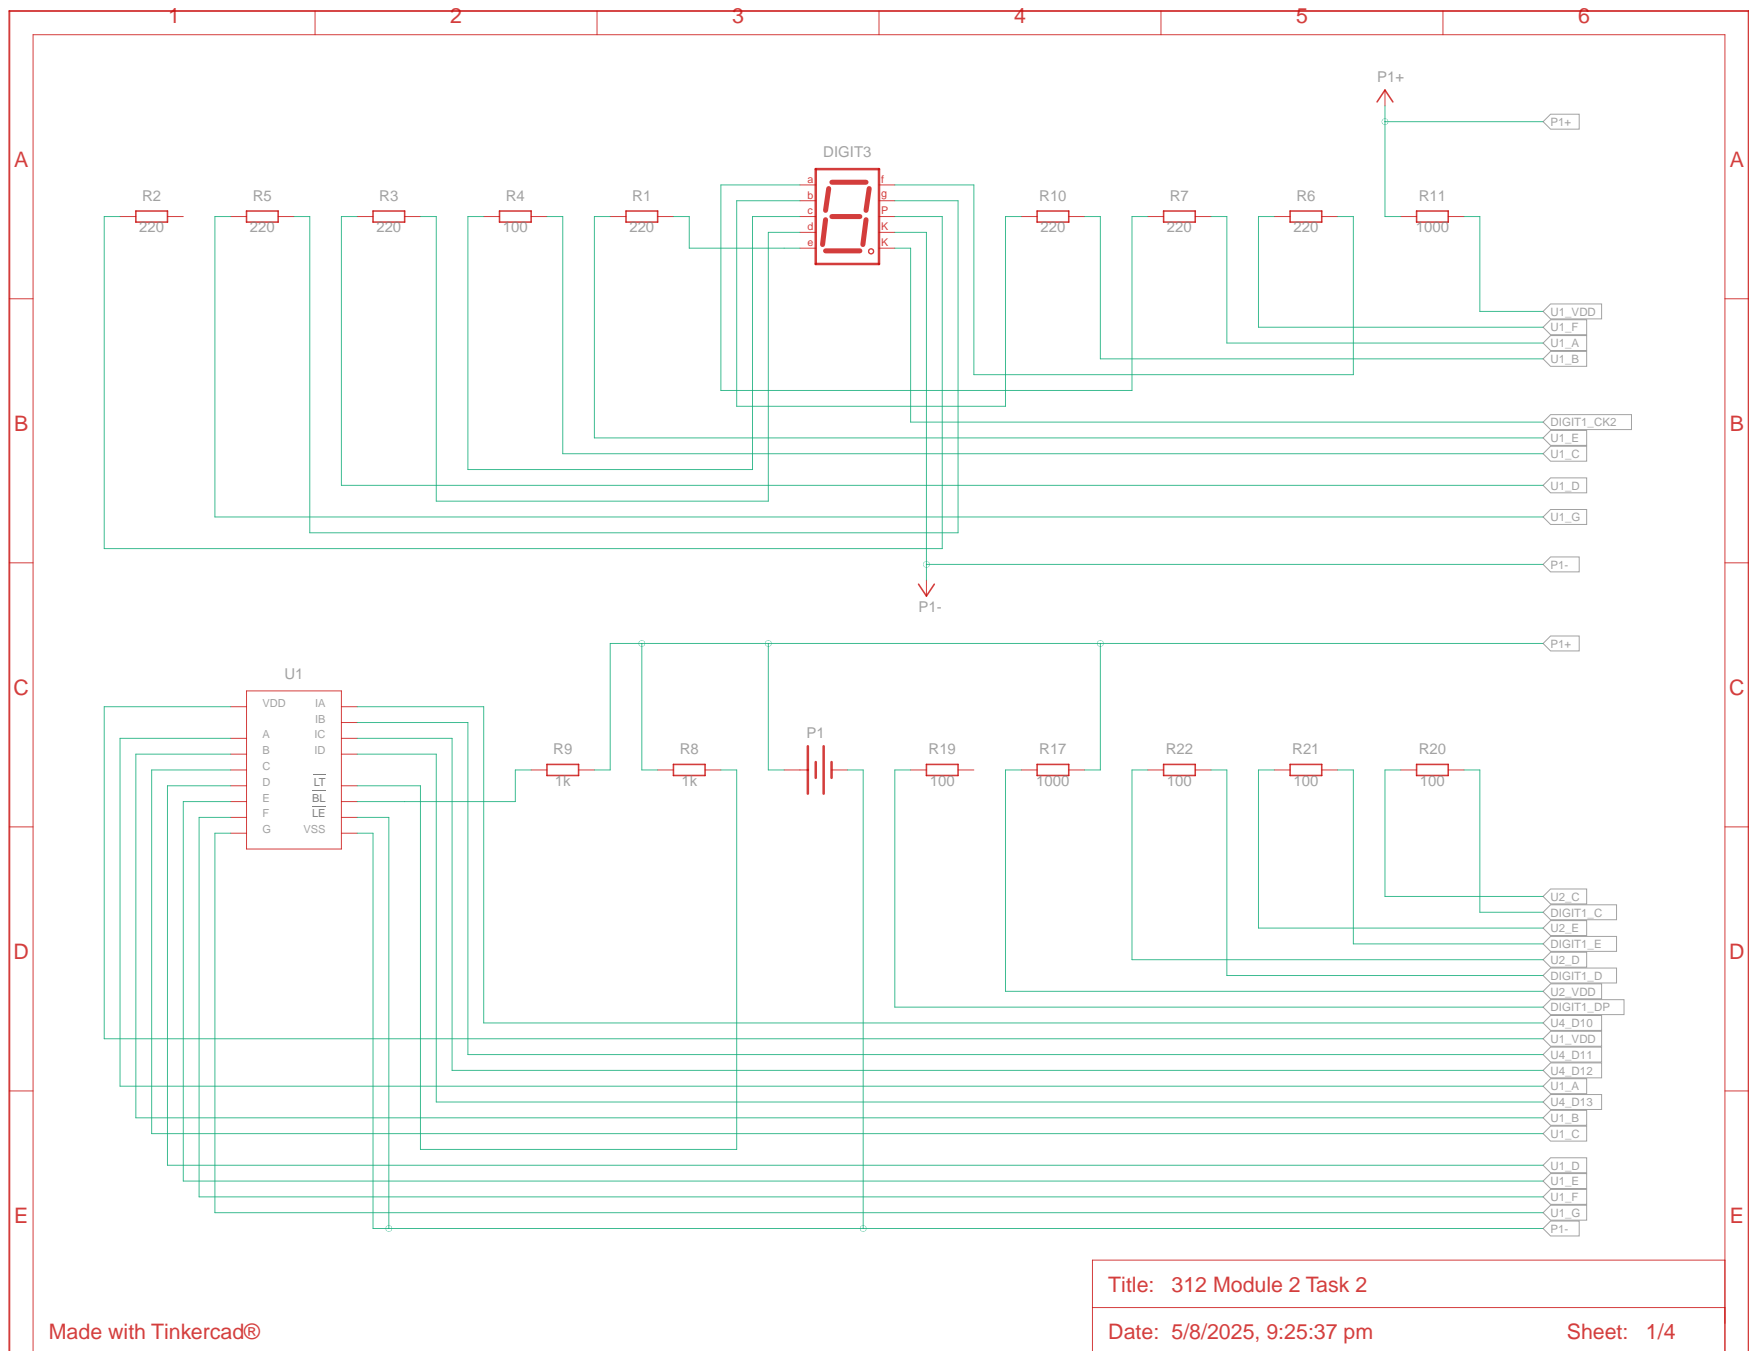 1 2 3 4 5 6
P1+
P1+
A A
DIGIT3
R2 R5 R3 R4 R1 R10 R7 R6 R11
220 220 220 100 220 220 220 220 1000
a f
b g
c P
d K
e K
U1_VDD
U1_F
U1_A
U1_B
B B
DIGIT1_CK2
U1_E
U1_C
U1_D
U1_G
P1-
P1-
P1+
C C
U1
VDD IA
IB
A IC
B ID
C
D LT
E BL
F LE
G VSS
R9 R8 P1 R19 R17 R22 R21 R20
1k 1k 100 1000 100 100 100
U2_C
DIGIT1_C
U2_E
DIGIT1_E
D D
U2_D
DIGIT1_D
U2_VDD
DIGIT1_DP
U4_D10
U1_VDD
U4_D11
U4_D12
U1_A
U4_D13
U1_B
U1_C
U1_D
U1_E
U1_F
E E
U1_G
P1-
Title: 312 Module 2 Task 2
Made with Tinkercad®
Date: 5/8/2025, 9:25:37 pm Sheet: 1/4